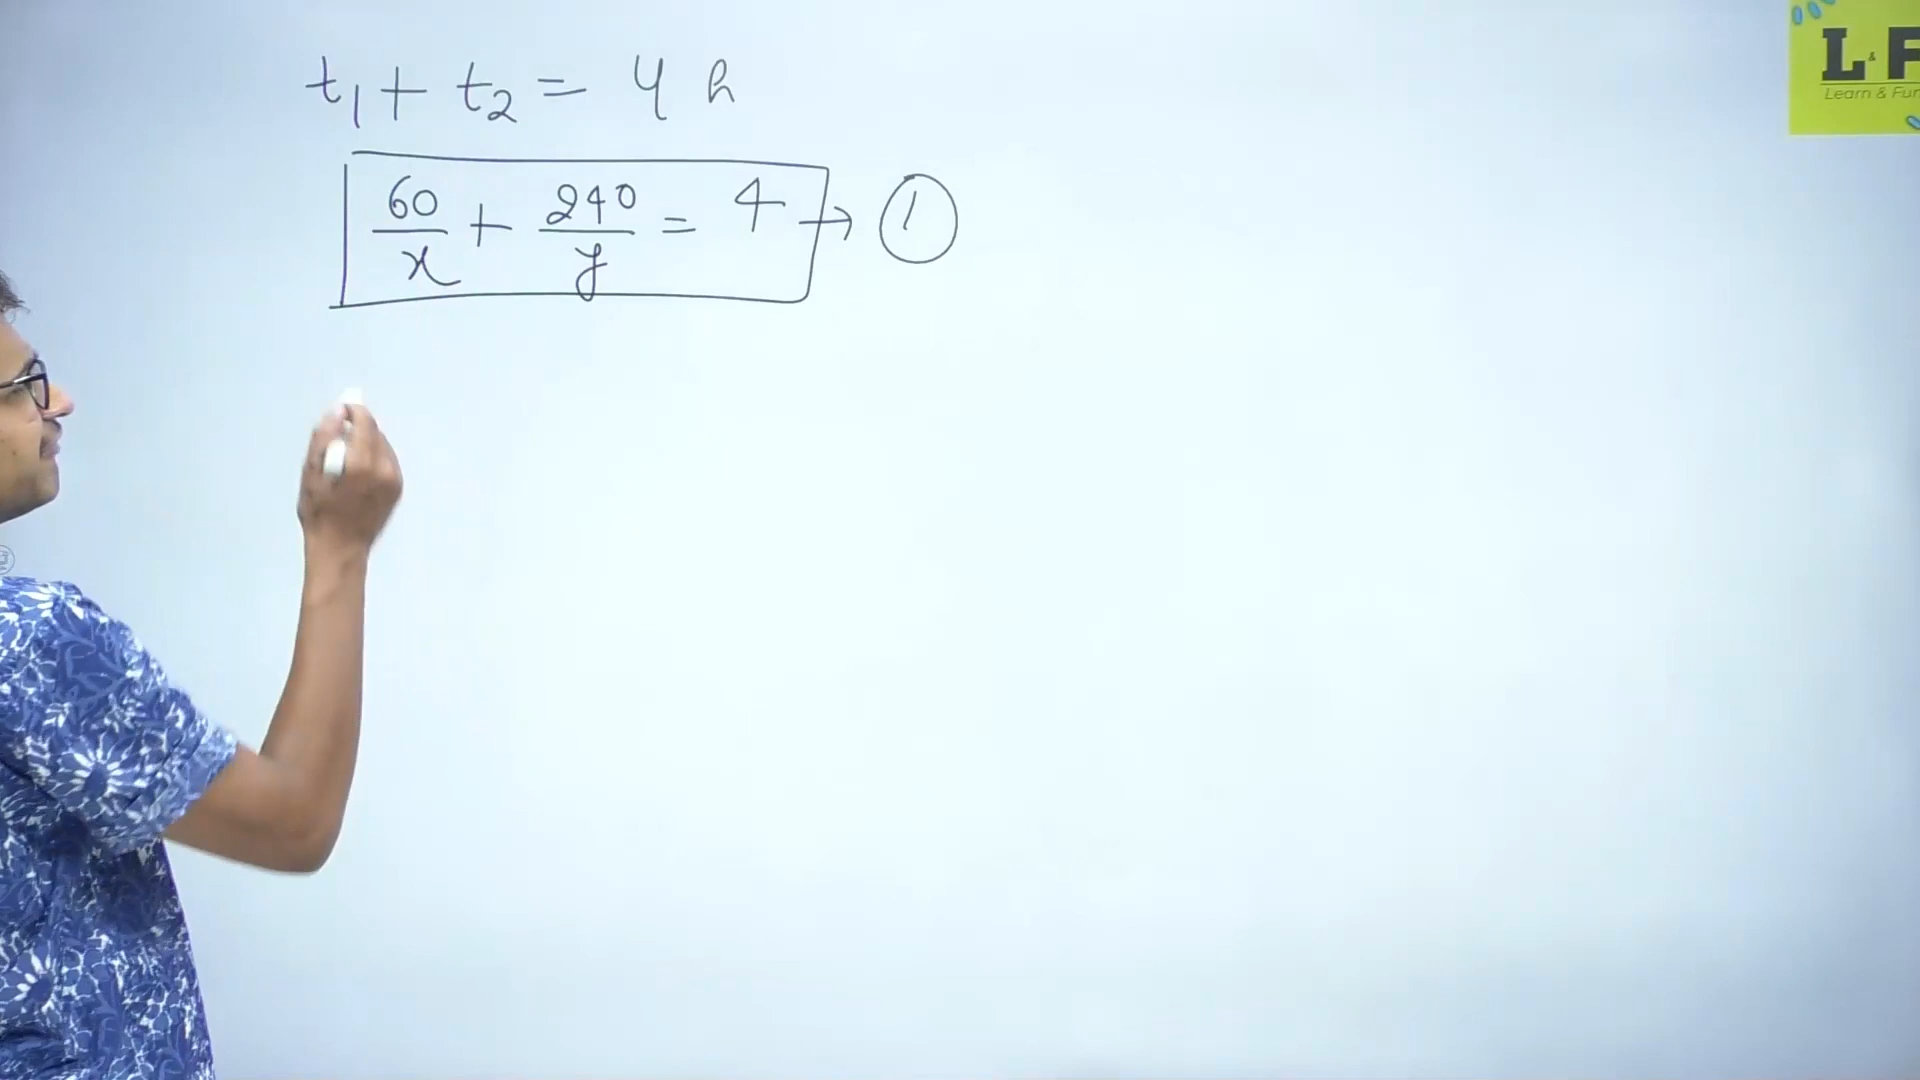 t₁ + t₂ = 4 h
60/x + 240/y = 4 → ①
L & F
Learn & Fun